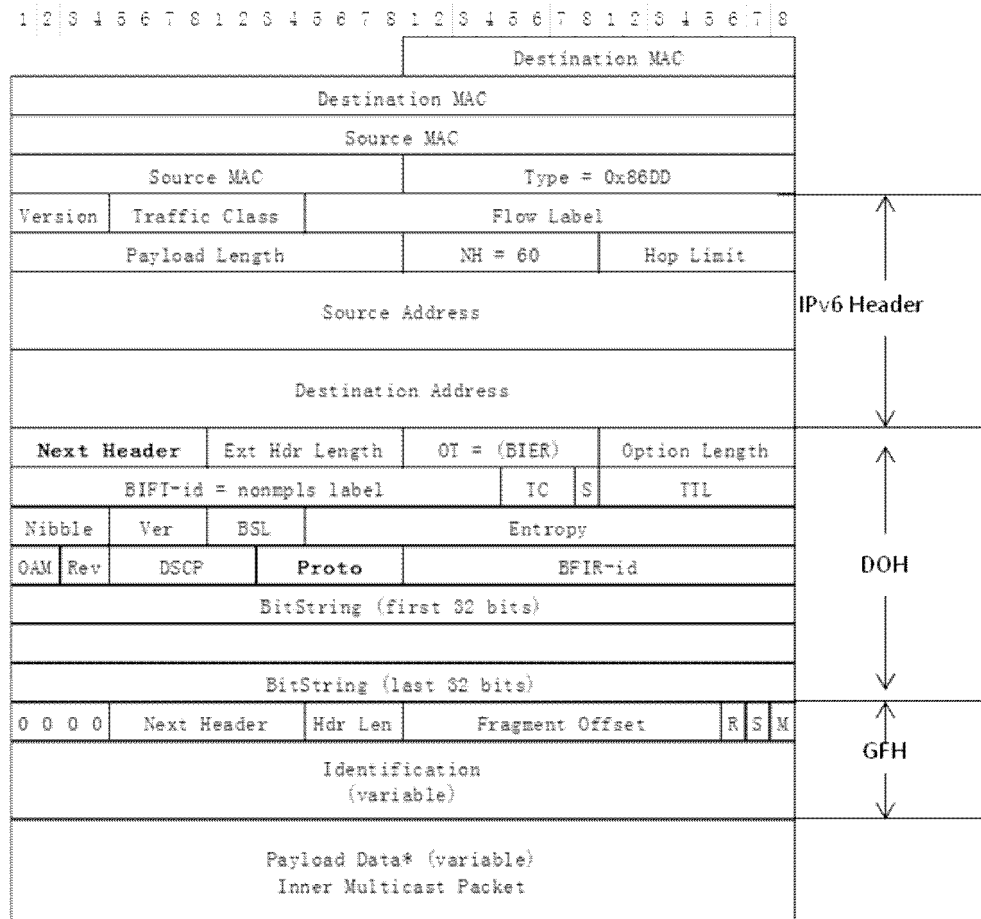 1 2 3 4 5 6 7 8 1 2 3 4 5 6 7 8 1 2 3 4 5 6 7 8 1 2 3 4 5 6 7 8
Destination MAC
Destination MAC
Source MAC
Source MAC Type = 0x86DD
Version Traffic Class Flow Label
Payload Length NH = 60 Hop Limit
Source Address
IPv6 Header
Destination Address
Next Header Ext Hdr Length OT = (BIER) Option Length
BIFT-id = nonmpls label TC S TTL
Nibble Ver BSL Entropy
OAM Rev DSCP Proto BFIR-id
DOH
BitString (first 32 bits)
BitString (last 32 bits)
0 0 0 0 Next Header Hdr Len Fragment Offset R S M
GFH
Identification
(variable)
Payload Data* (variable)
Inner Multicast Packet